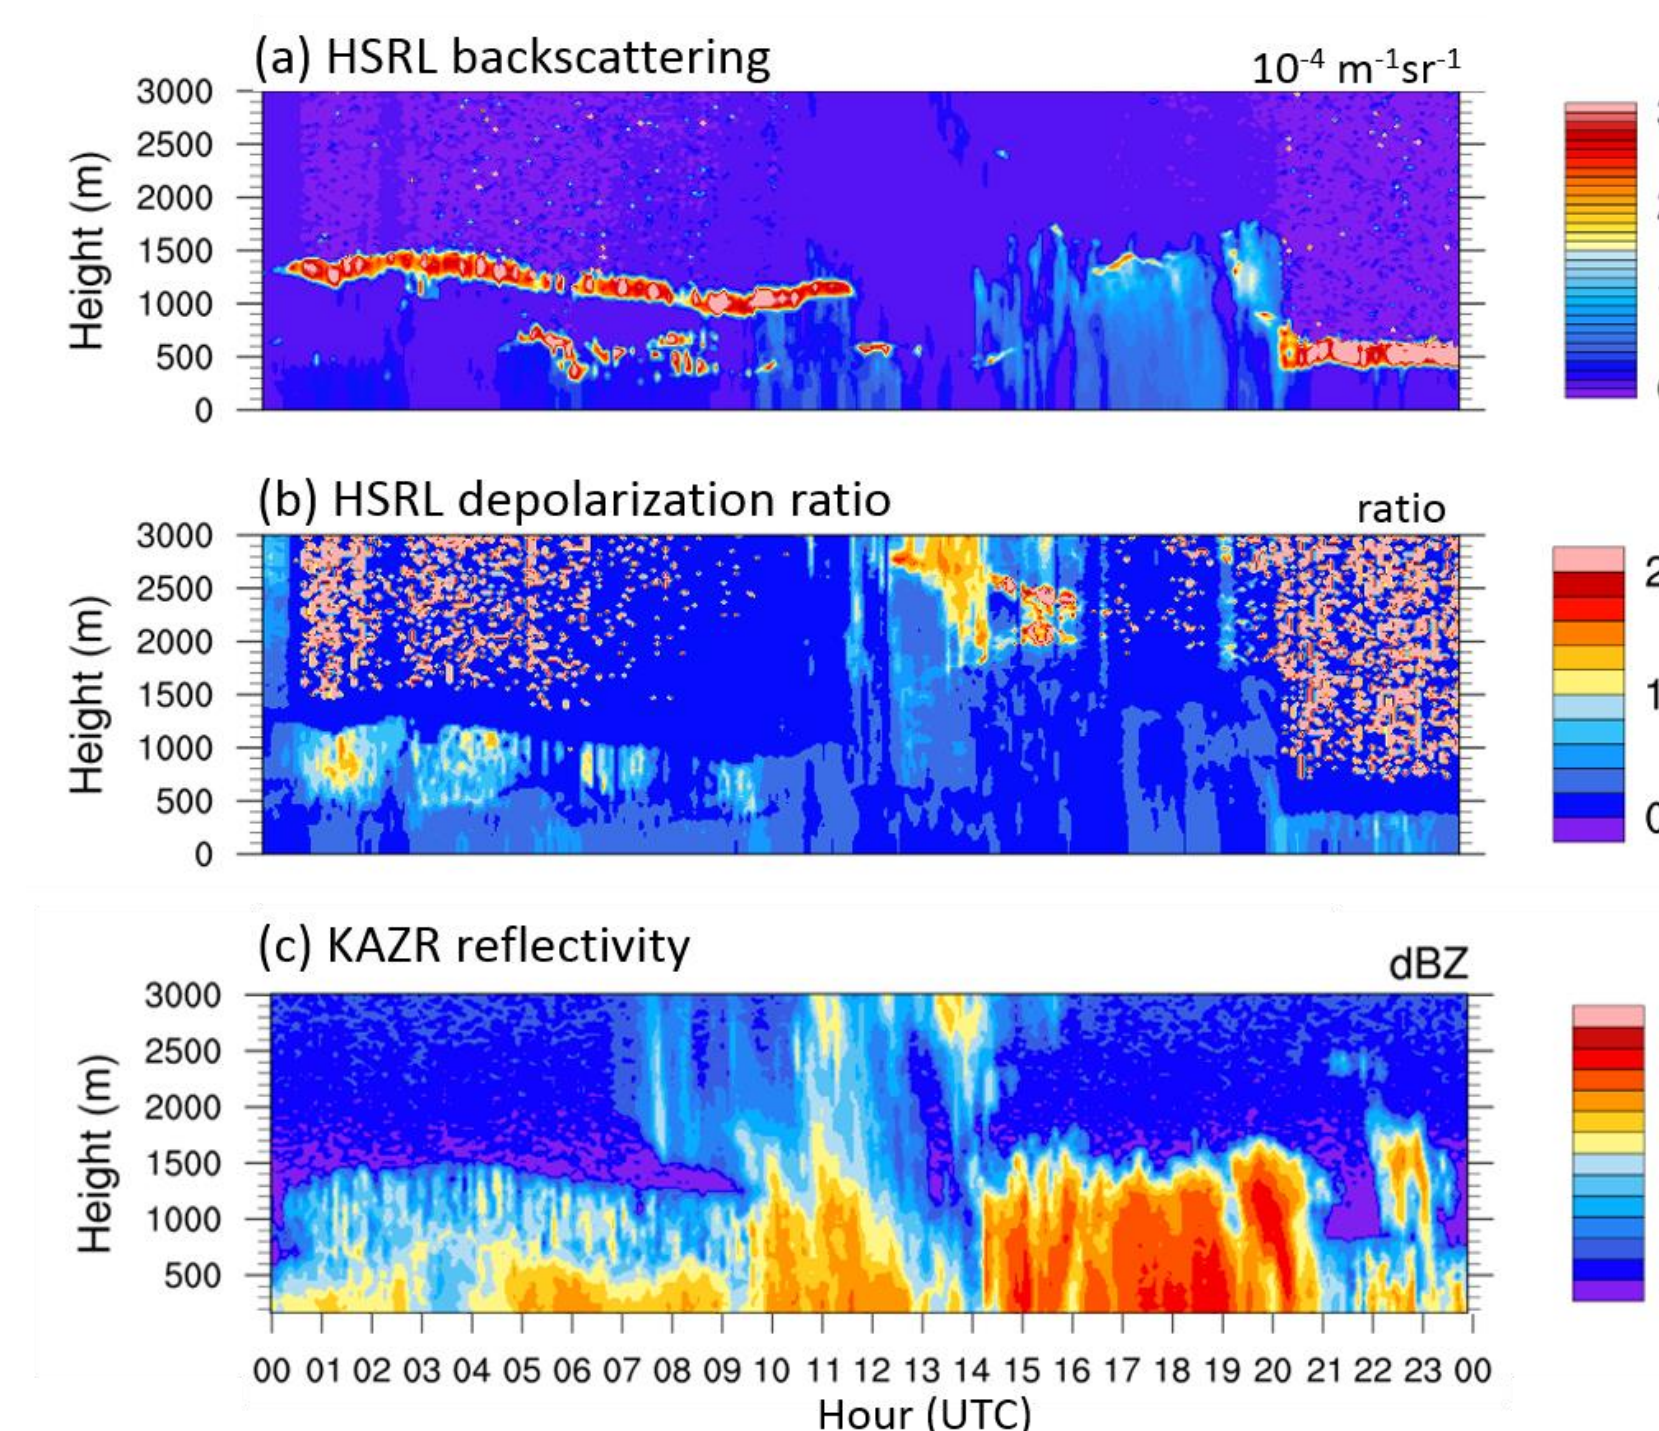 (a) HSRL backscattering
10⁻⁴ m⁻¹sr⁻¹
3000
2500
2000
1500
1000
500
0
Height (m)
(b) HSRL depolarization ratio
ratio
3000
2500
2000
1500
1000
500
0
Height (m)
2
1
0
(c) KAZR reflectivity
dBZ
3000
2500
2000
1500
1000
500
Height (m)
00 01 02 03 04 05 06 07 08 09 10 11 12 13 14 15 16 17 18 19 20 21 22 23 00
Hour (UTC)